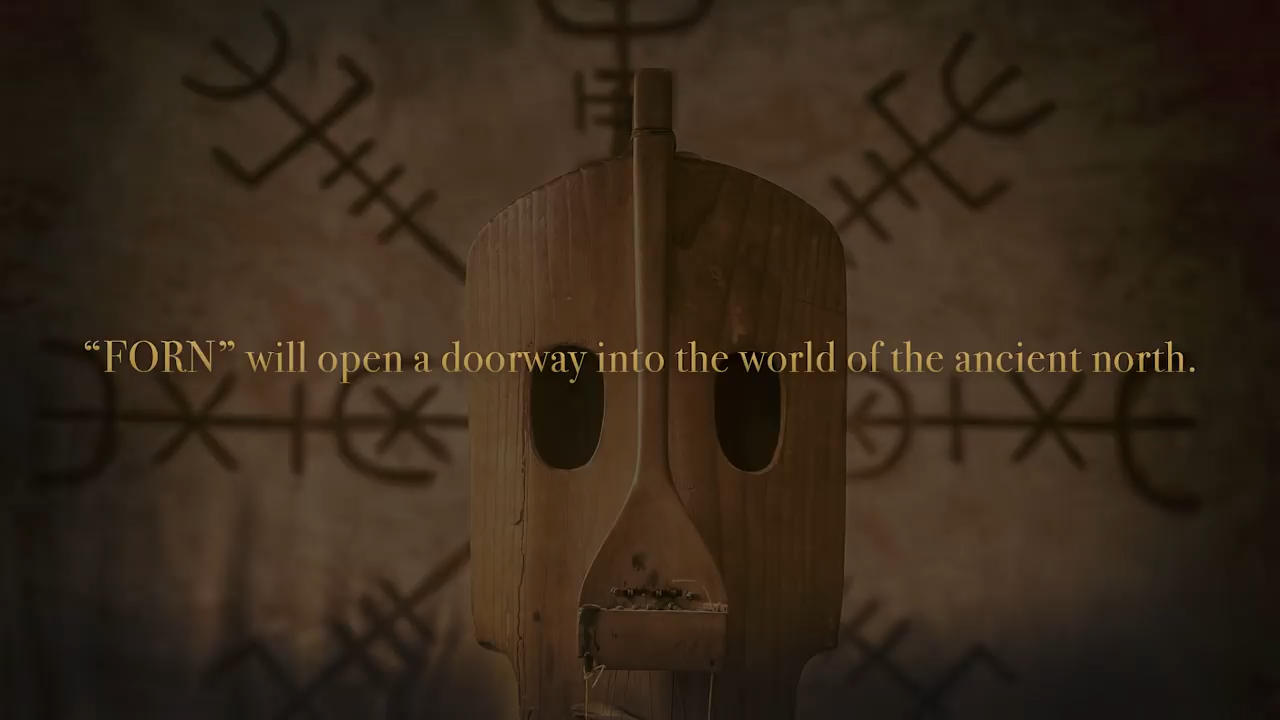 “FORN” will open a doorway into the world of the ancient north.